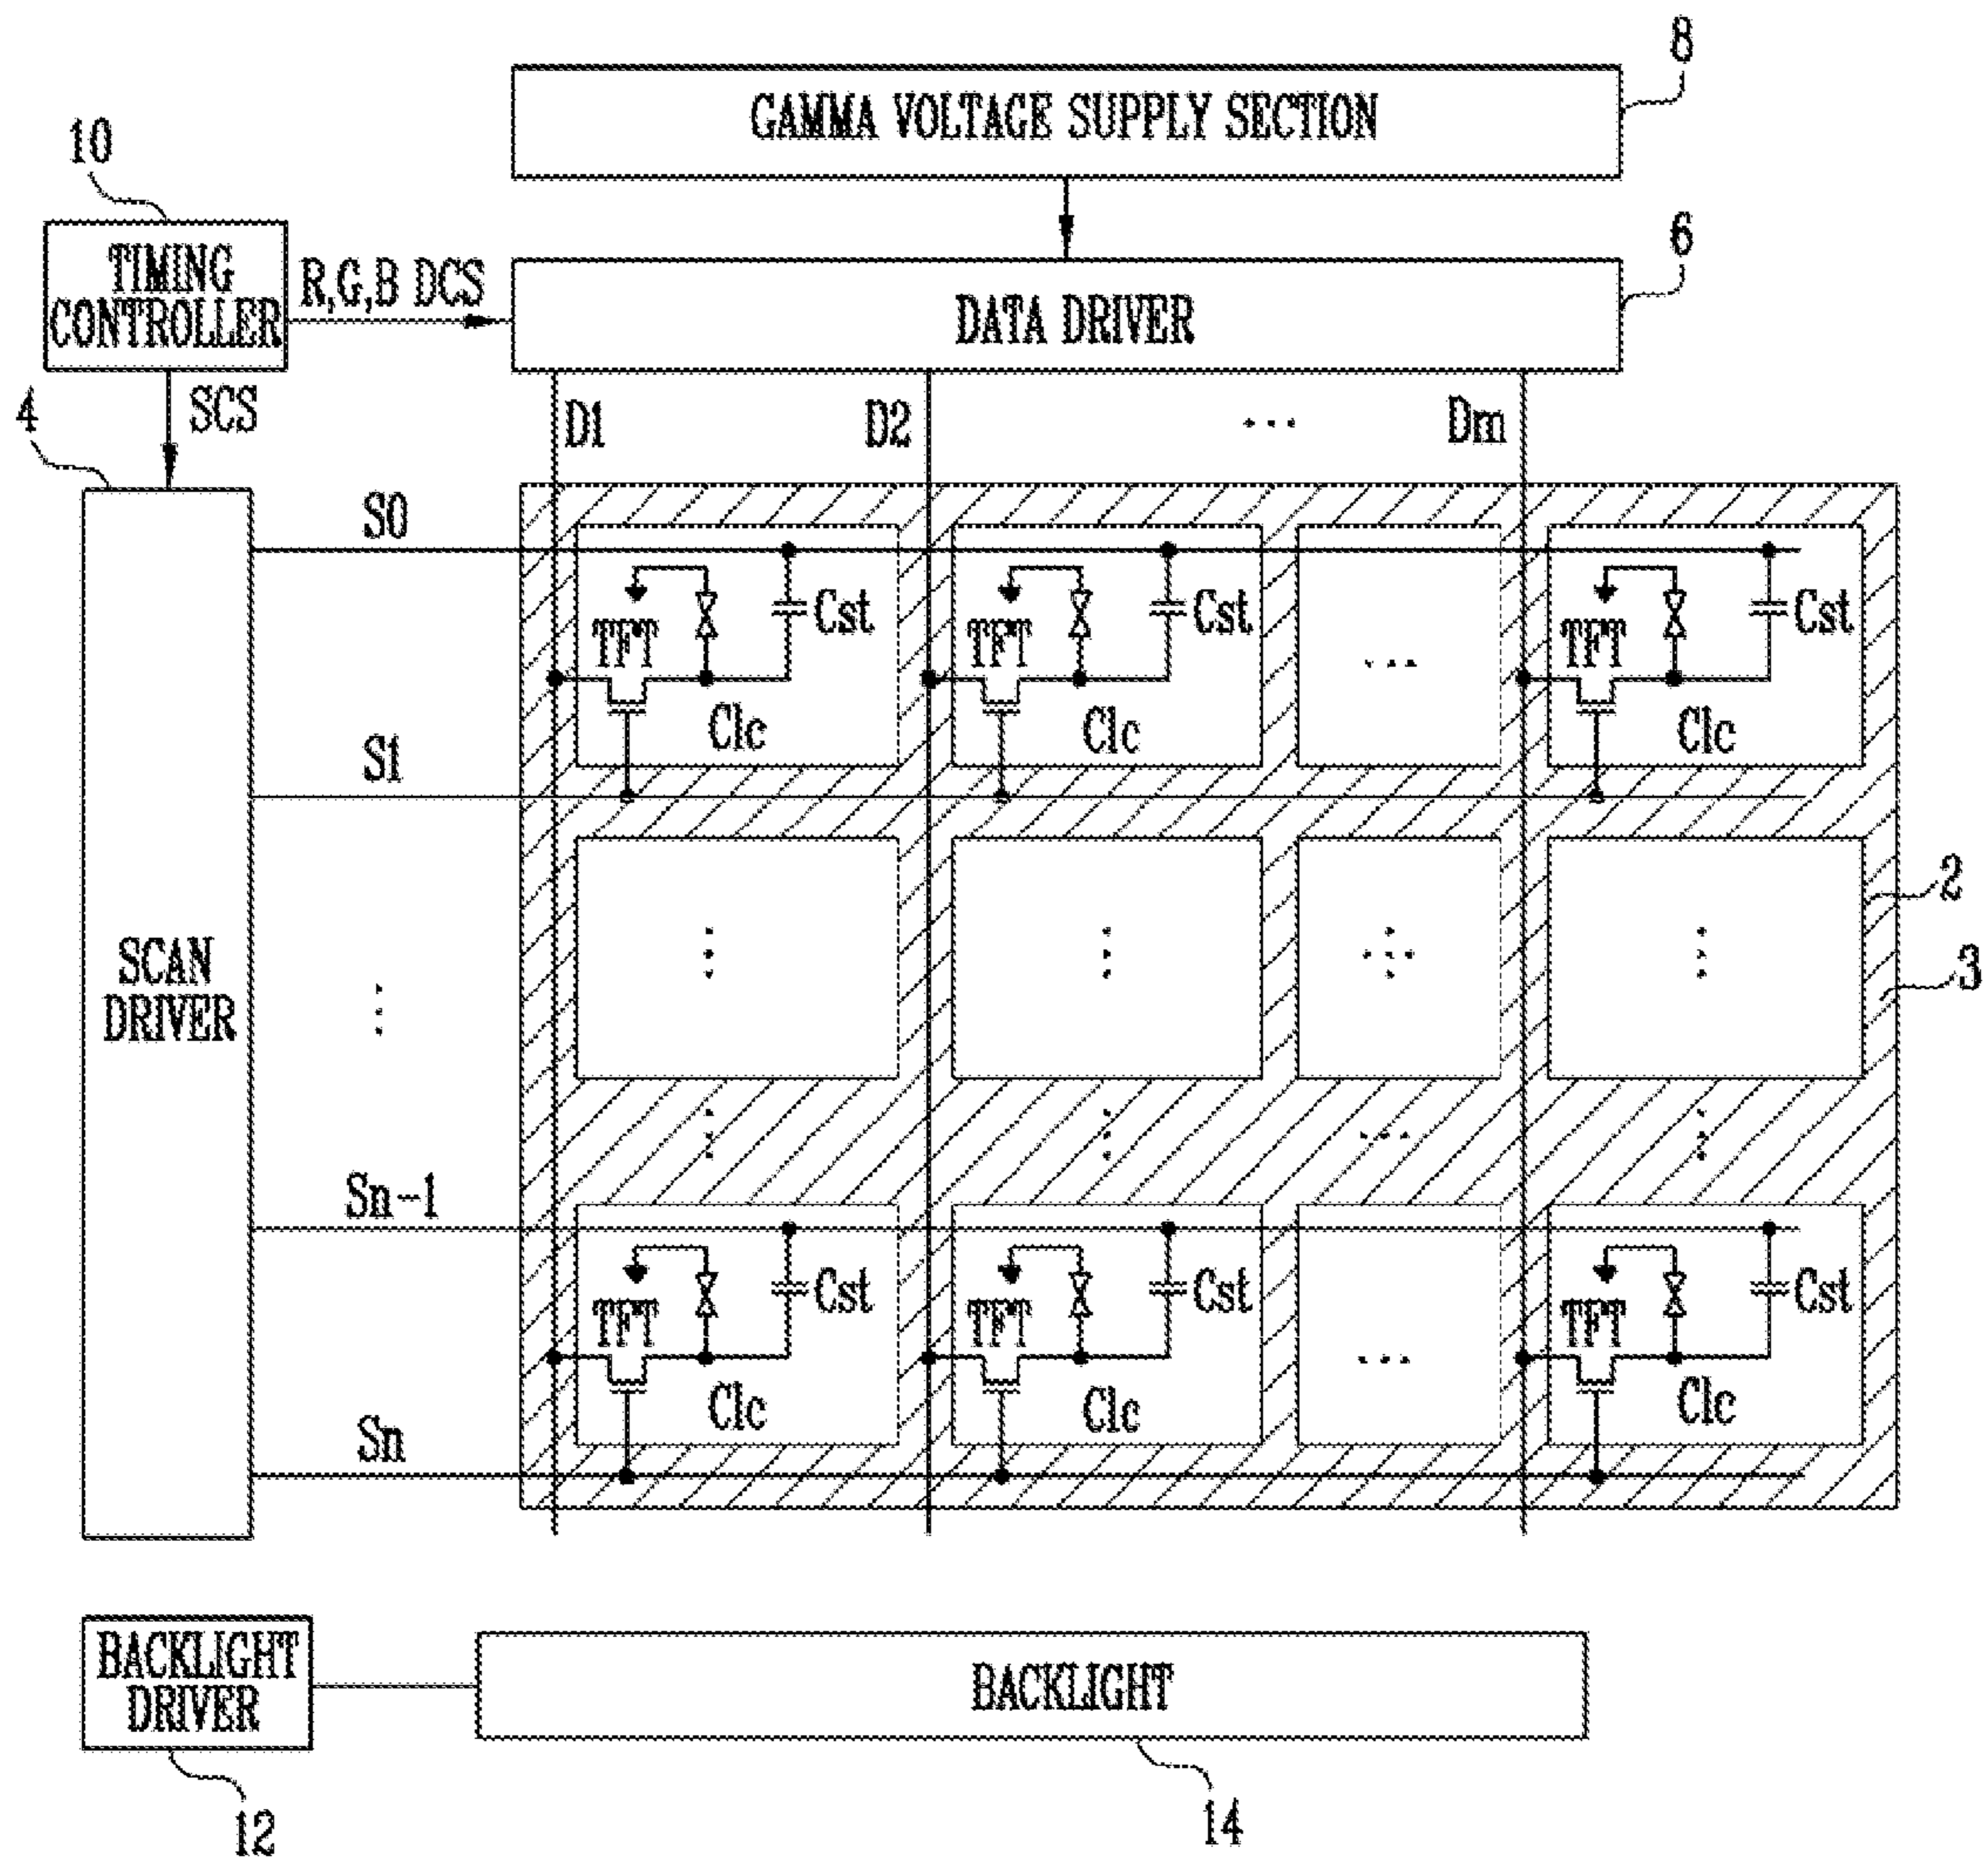 8
GAMMA VOLTAGE SUPPLY SECTION
10
TIMING
CONTROLLER
R,G,B DCS
6
DATA DRIVER
4
SCS
D1
D2
...
Dm
S0
TFT
Cst
Clc
TFT
Cst
Clc
...
TFT
Cst
Clc
S1
2
3
SCAN
DRIVER
Sn-1
TFT
Cst
Clc
TFT
Cst
Clc
...
TFT
Cst
Clc
Sn
BACKLIGHT
DRIVER
BACKLIGHT
12
14